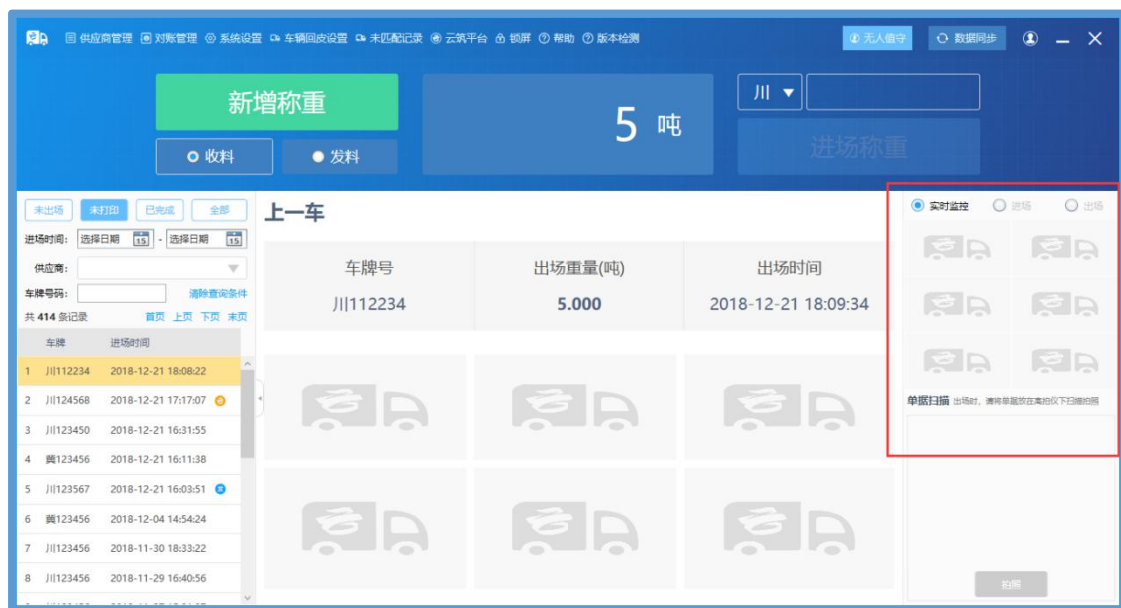 供应商管理 对账管理 系统设置 车辆回皮设置 未匹配记录 云筑平台 锁屏 帮助 版本检测 无人值守 数据同步
新增称重
收料 发料
5 吨
川
进场称重
未出场 未打印 已完成 全部
进场时间: 选择日期 15 - 选择日期 15
供应商:
车牌号码: 清除查询条件
共 414 条记录 首页 上页 下页 末页
车牌 进场时间
1 川112234 2018-12-21 18:08:22
2 川124568 2018-12-21 17:17:07
3 川123450 2018-12-21 16:31:55
4 冀123456 2018-12-21 16:11:38
5 川123567 2018-12-21 16:03:51
6 冀123456 2018-12-04 14:54:24
7 川123456 2018-11-30 18:33:22
8 川123456 2018-11-29 16:40:56
上一车
车牌号 出场重量(吨) 出场时间
川112234 5.000 2018-12-21 18:09:34
实时监控 进场 出场
单据扫描 出场时，请将单据放在高拍仪下扫描拍照
拍照